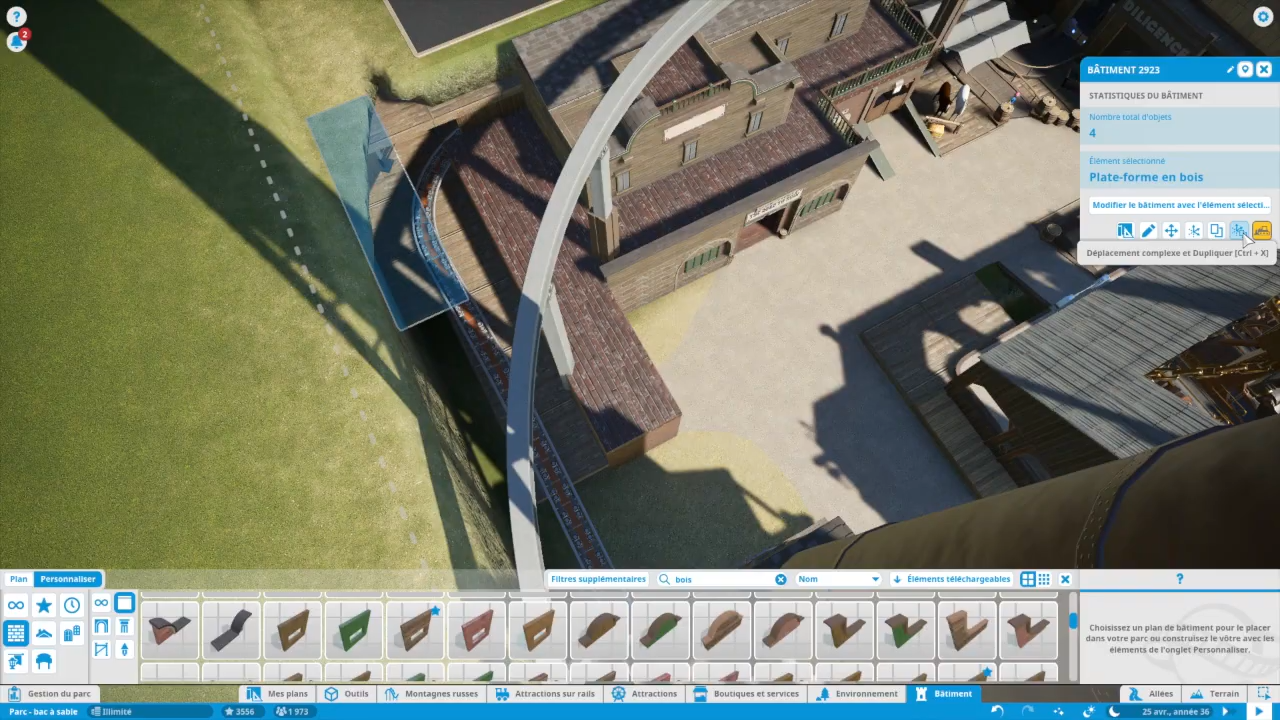 ?
2
DILIGENCE
BÂTIMENT 2923
STATISTIQUES DU BÂTIMENT
Nombre total d'objets
4
Élément sélectionné
Plate-forme en bois
Modifier le bâtiment avec l'élément sélecti...
Déplacement complexe et Dupliquer [Ctrl + X]
Plan
Personnaliser
Filtres supplémentaires
bois
Nom
Éléments téléchargeables
?
Choisissez un plan de bâtiment pour le placer
dans votre parc ou construisez le vôtre avec les
éléments de l'onglet Personnaliser.
Gestion du parc
Mes plans
Outils
Montagnes russes
Attractions sur rails
Attractions
Boutiques et services
Environnement
Bâtiment
Allées
Terrain
Parc - bac à sable
Illimité
3556
1 973
25 avr., année 36